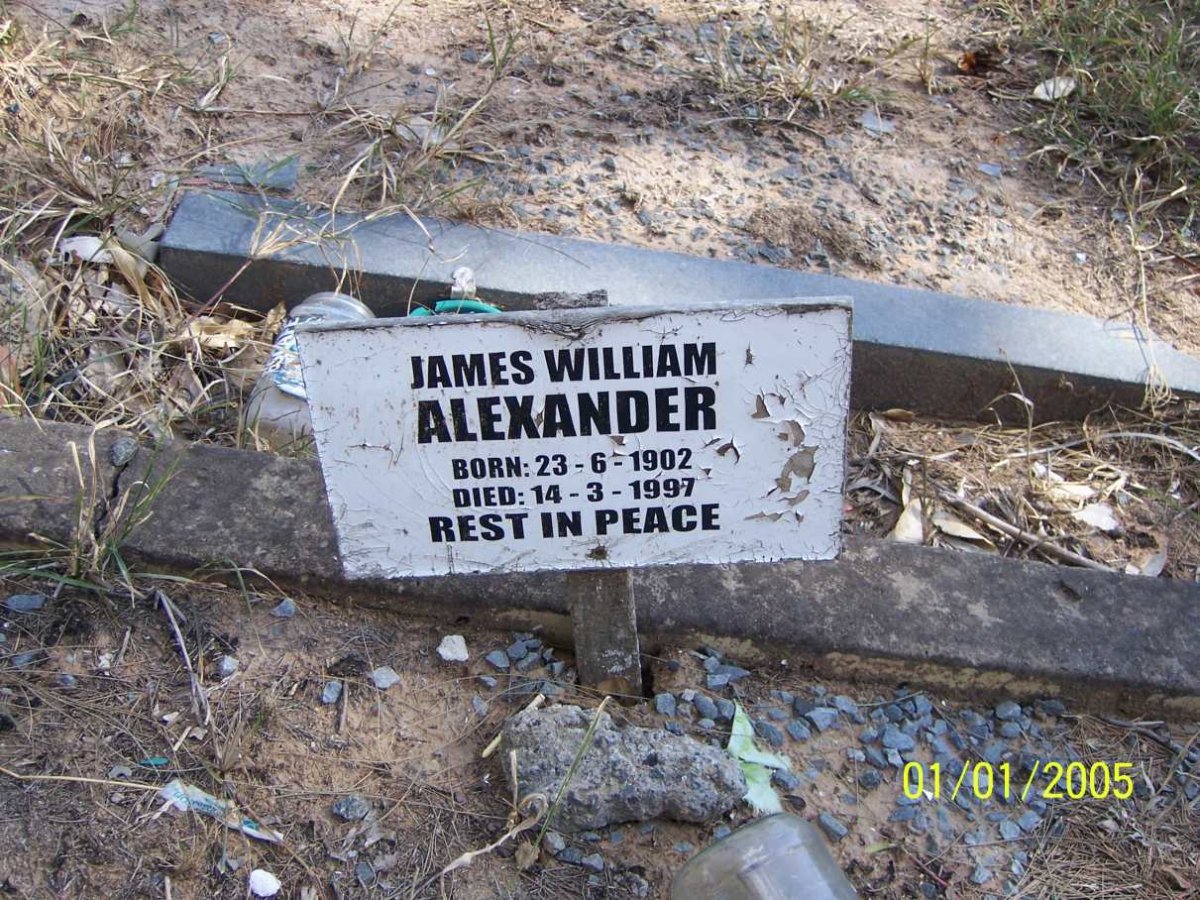 JAMES WILLIAM
ALEXANDER
BORN: 23 - 6 - 1902
DIED: 14 - 3 - 1997
REST IN PEACE
01/01/2005